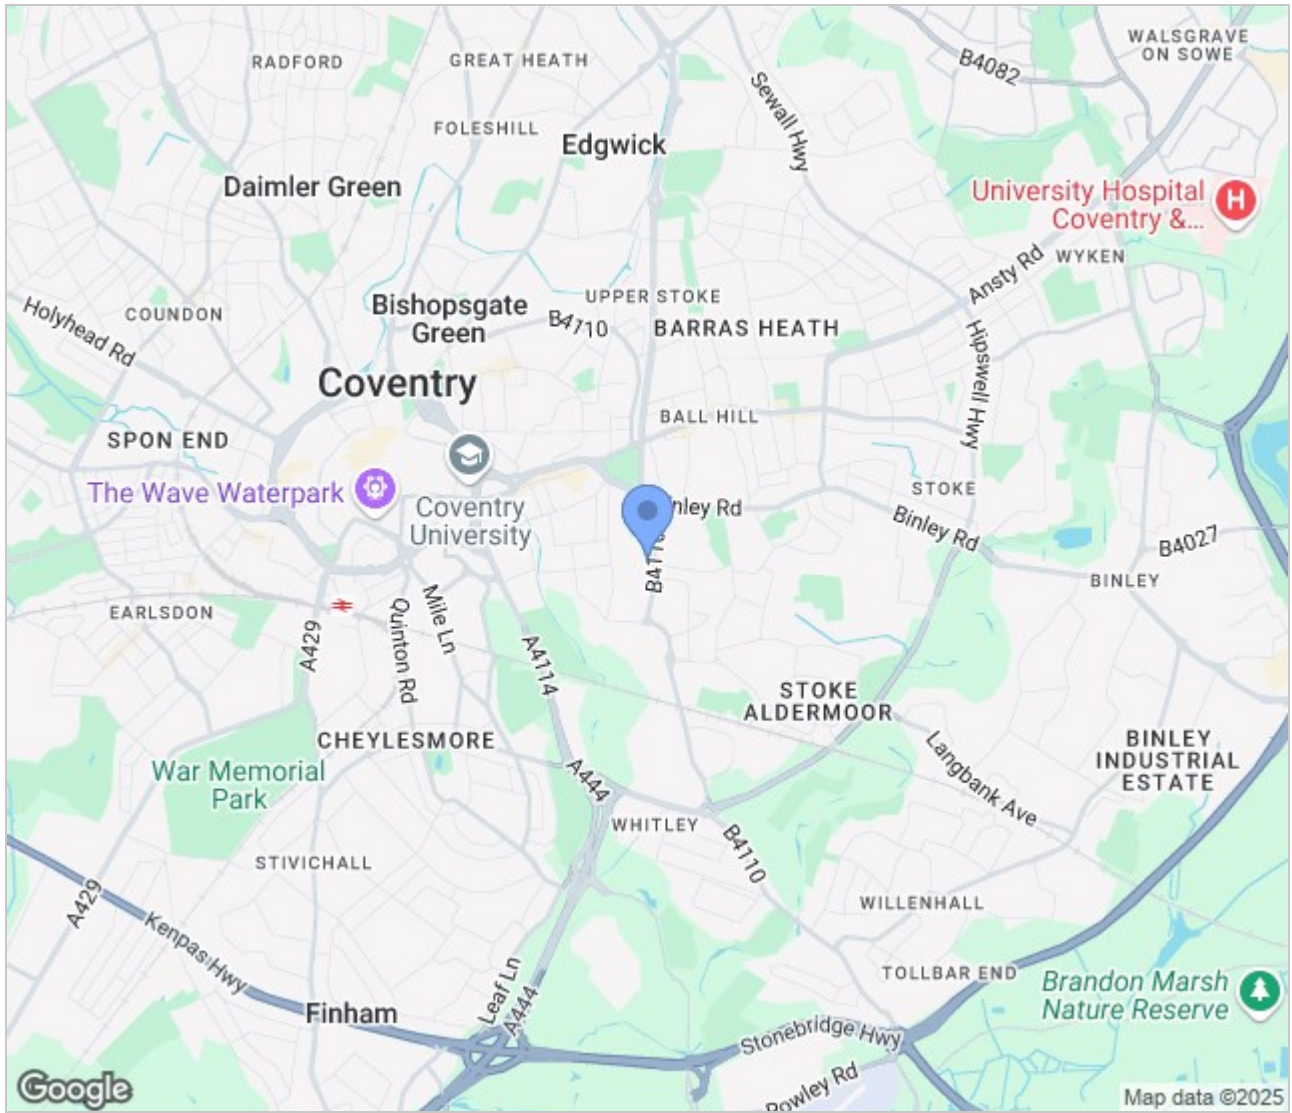 WALSGRAVE
ON SOWE
RADFORD
GREAT HEATH
B4082
Sewall Hwy
FOLESHILL
Edgwick
Daimler Green
University Hospital
Coventry &...
H
WYKEN
Ansty Rd
Holyhead Rd
COUNDON
Bishopsgate
Green
B4710
UPPER STOKE
BARRAS HEATH
Hipswell Hwy
Coventry
BALL HILL
SPON END
The Wave Waterpark
Coventry
University
Binley Rd
STOKE
Binley Rd
B4027
BINLEY
EARLSDON
A429
Quinton Rd
Mile Ln
A4114
STOKE
ALDERMOOR
CHEYLESMORE
Langbank Ave
BINLEY
INDUSTRIAL
ESTATE
War Memorial
Park
A444
WHITLEY
B4110
STIVICHALL
A429
Kenpas Hwy
WILLENHALL
TOLLBAR END
Leaf Ln
A444
Finham
Brandon Marsh
Nature Reserve
Stonebridge Hwy
Rowley Rd
Google
Map data ©2025